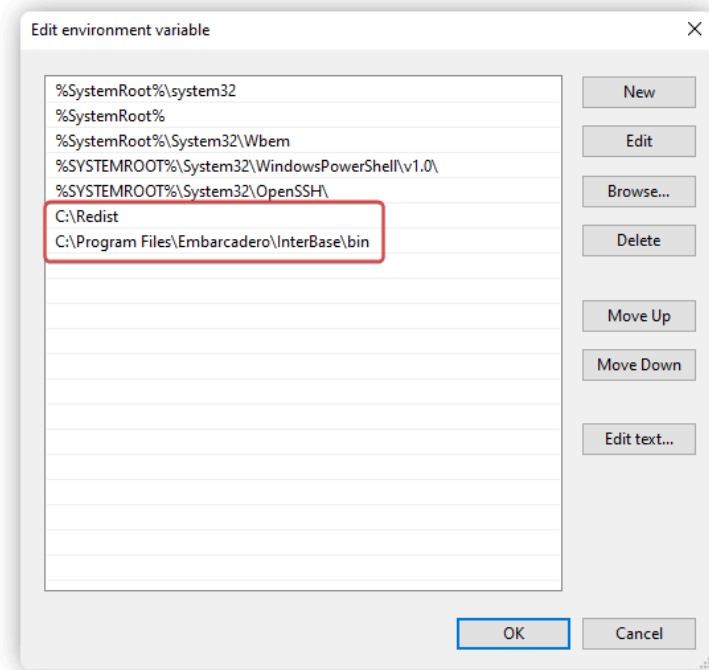 Edit environment variable
%SystemRoot%\system32
New
%SystemRoot%
%SystemRoot%\System32\Wbem
Edit
%SYSTEMROOT%\System32\WindowsPowerShell\v1.0\
%SYSTEMROOT%\System32\OpenSSH\
Browse...
C:\Redist
C:\Program Files\Embarcadero\InterBase\bin
Delete
Move Up
Move Down
Edit text...
OK
Cancel